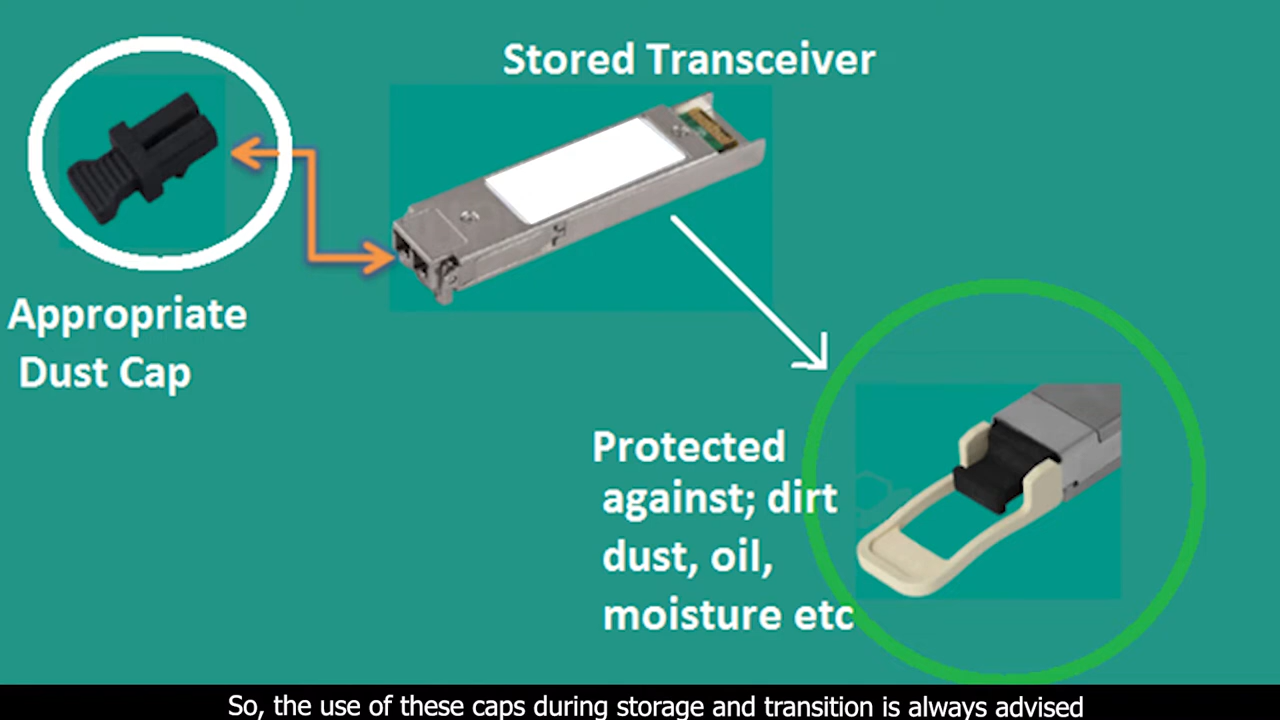 Stored Transceiver
Appropriate
Dust Cap
Protected
against; dirt
dust, oil,
moisture etc
So, the use of these caps during storage and transition is always advised